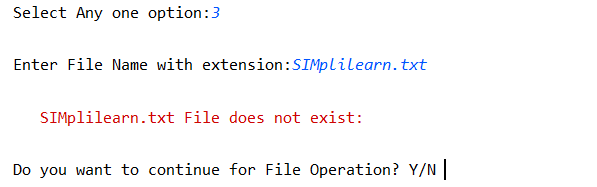 Select Any one option:3
Enter File Name with extension:SIMplilearn.txt
SIMplilearn.txt File does not exist:
Do you want to continue for File Operation? Y/N